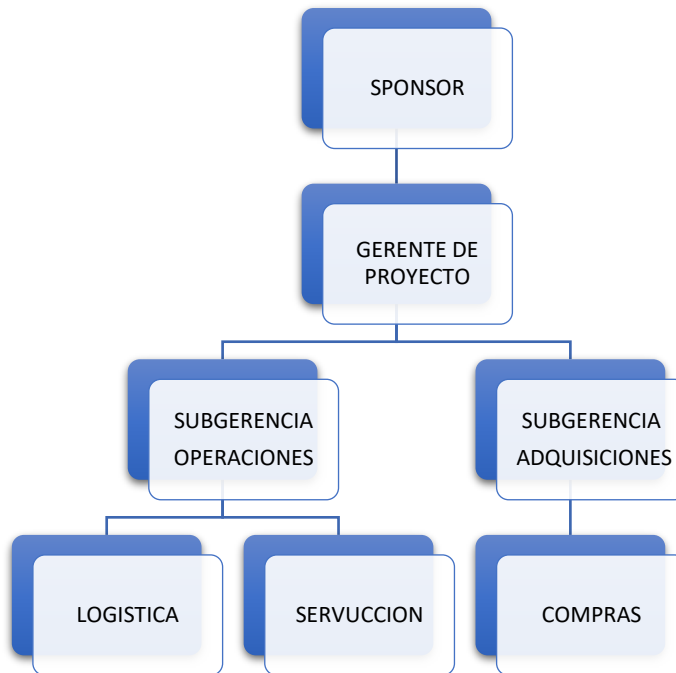 SPONSOR
GERENTE DE
PROYECTO
SUBGERENCIA
OPERACIONES
SUBGERENCIA
ADQUISICIONES
LOGISTICA
SERVUCCION
COMPRAS